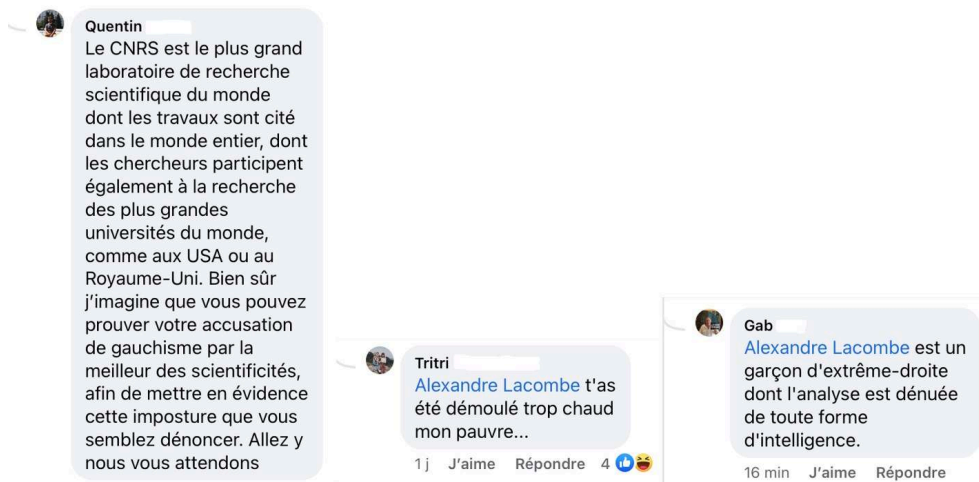 Quentin
Le CNRS est le plus grand
laboratoire de recherche
scientifique du monde
dont les travaux sont cité
dans le monde entier, dont
les chercheurs participent
également à la recherche
des plus grandes
universités du monde,
comme aux USA ou au
Royaume-Uni. Bien sûr
j'imagine que vous pouvez
prouver votre accusation
de gauchisme par la
meilleur des scientificités,
afin de mettre en évidence
cette imposture que vous
semblez dénoncer. Allez y
nous vous attendons
Tritri
Alexandre Lacombe t'as
été démoulé trop chaud
mon pauvre...
1 j J'aime Répondre 4
Gab
Alexandre Lacombe est un
garçon d'extrême-droite
dont l'analyse est dénuée
de toute forme
d'intelligence.
16 min J'aime Répondre